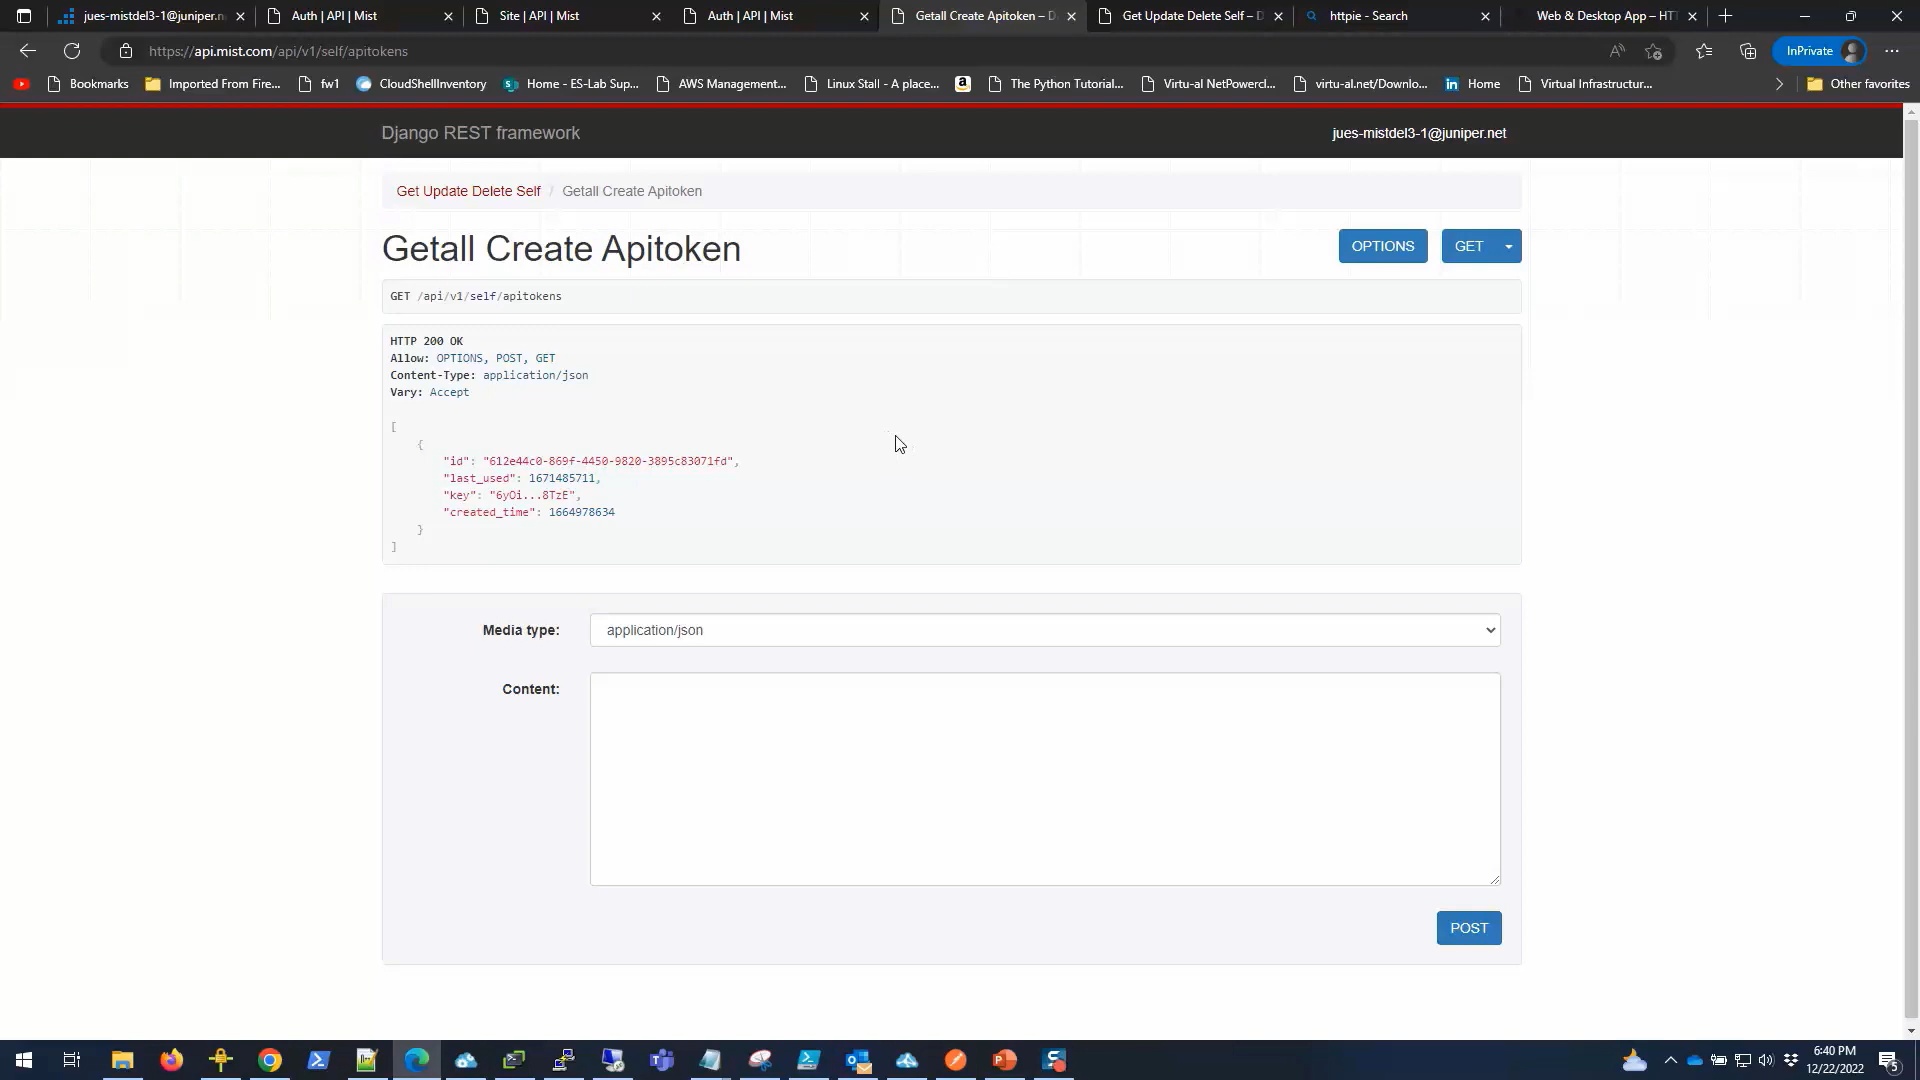 jues-mistdel3-1@juniper.n
Auth | API | Mist
Site | API | Mist
Auth | API | Mist
Getall Create Apitoken – D
Get Update Delete Self – D
httpie - Search
Web & Desktop App – HT
https://api.mist.com/api/v1/self/apitokens
InPrivate
Bookmarks
Imported From Fire...
fw1
CloudShellInventory
Home - ES-Lab Sup...
AWS Management...
Linux Stall - A place...
The Python Tutorial...
Virtu-al NetPowercl...
virtu-al.net/Downlo...
Home
Virtual Infrastructur...
Other favorites
Django REST framework
jues-mistdel3-1@juniper.net
Get Update Delete Self / Getall Create Apitoken
Getall Create Apitoken
OPTIONS
GET
GET /api/v1/self/apitokens
HTTP 200 OK
Allow: OPTIONS, POST, GET
Content-Type: application/json
Vary: Accept
[
{
"id": "612e44c0-869f-4450-9820-3895c83071fd",
"last_used": 1671485711,
"key": "6yOi...8TzE",
"created_time": 1664978634
}
]
Media type:
application/json
Content:
POST
6:40 PM
12/22/2022
5